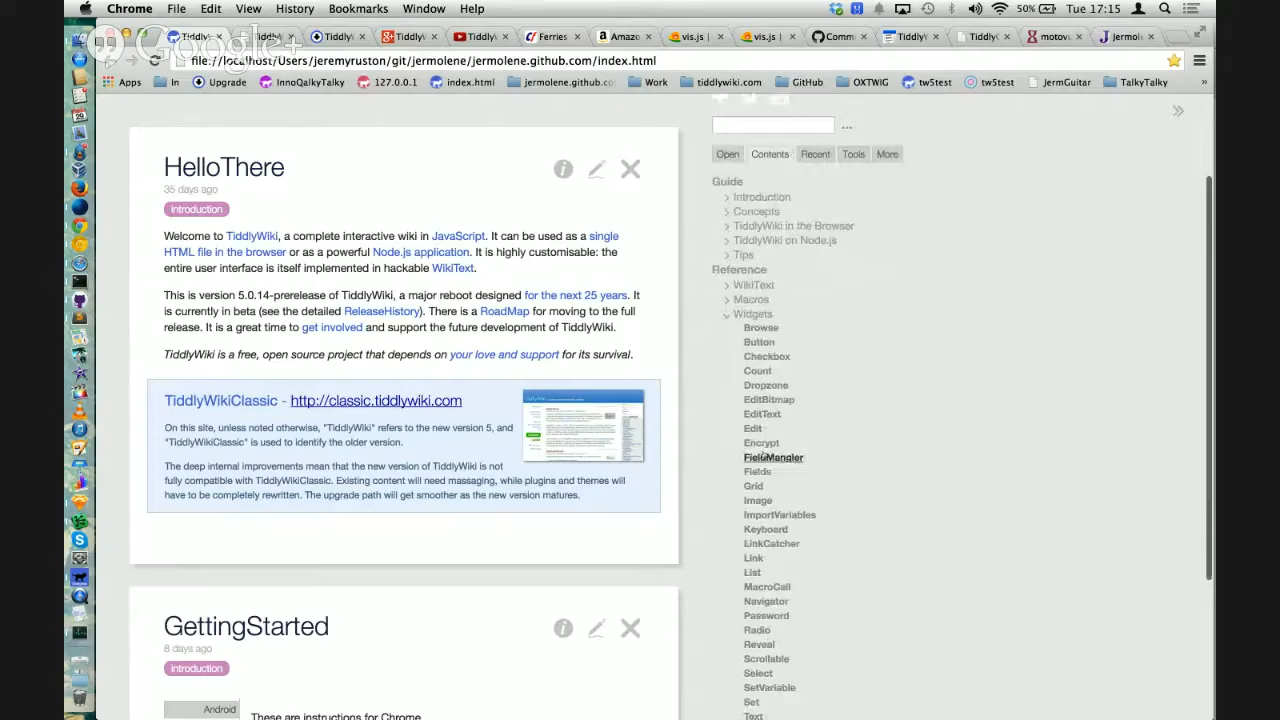 Chrome File Edit View History Bookmarks Window Help 50% Tue 17:15
Google+
Tiddly Tiddly TiddlyW Tiddly Ferries Amazo vis.js | vis.js | Comm TiddlyW TiddlyV motovu Jermole
file://localhost/Users/jeremyruston/git/jermolene/jermolene.github.com/index.html
Apps In Upgrade InnoQalkyTalky 127.0.0.1 index.html jermolene.github.co Work tiddlywiki.com GitHub OXTWIG tw5test tw5test JermGuitar TalkyTalky »
HelloThere
35 days ago
Introduction
Welcome to TiddlyWiki, a complete interactive wiki in JavaScript. It can be used as a single
HTML file in the browser or as a powerful Node.js application. It is highly customisable: the
entire user interface is itself implemented in hackable WikiText.
This is version 5.0.14-prerelease of TiddlyWiki, a major reboot designed for the next 25 years. It
is currently in beta (see the detailed ReleaseHistory). There is a RoadMap for moving to the full
release. It is a great time to get involved and support the future development of TiddlyWiki.
TiddlyWiki is a free, open source project that depends on your love and support for its survival.
TiddlyWikiClassic - http://classic.tiddlywiki.com
On this site, unless noted otherwise, "TiddlyWiki" refers to the new version 5, and
"TiddlyWikiClassic" is used to identify the older version.
The deep internal improvements mean that the new version of TiddlyWiki is not
fully compatible with TiddlyWikiClassic. Existing content will need massaging, while plugins and themes will
have to be completely rewritten. The upgrade path will get smoother as the new version matures.
GettingStarted
8 days ago
introduction
Android
These are instructions for Chrome
...
Open Contents Recent Tools More
Guide
Introduction
Concepts
TiddlyWiki in the Browser
TiddlyWiki on Node.js
Tips
Reference
WikiText
Macros
Widgets
Browse
Button
Checkbox
Count
Dropzone
EditBitmap
EditText
Edit
Encrypt
FieldMangler
Fields
Grid
Image
ImportVariables
Keyboard
LinkCatcher
Link
List
MacroCall
Navigator
Password
Radio
Reveal
Scrollable
Select
SetVariable
Set
Text